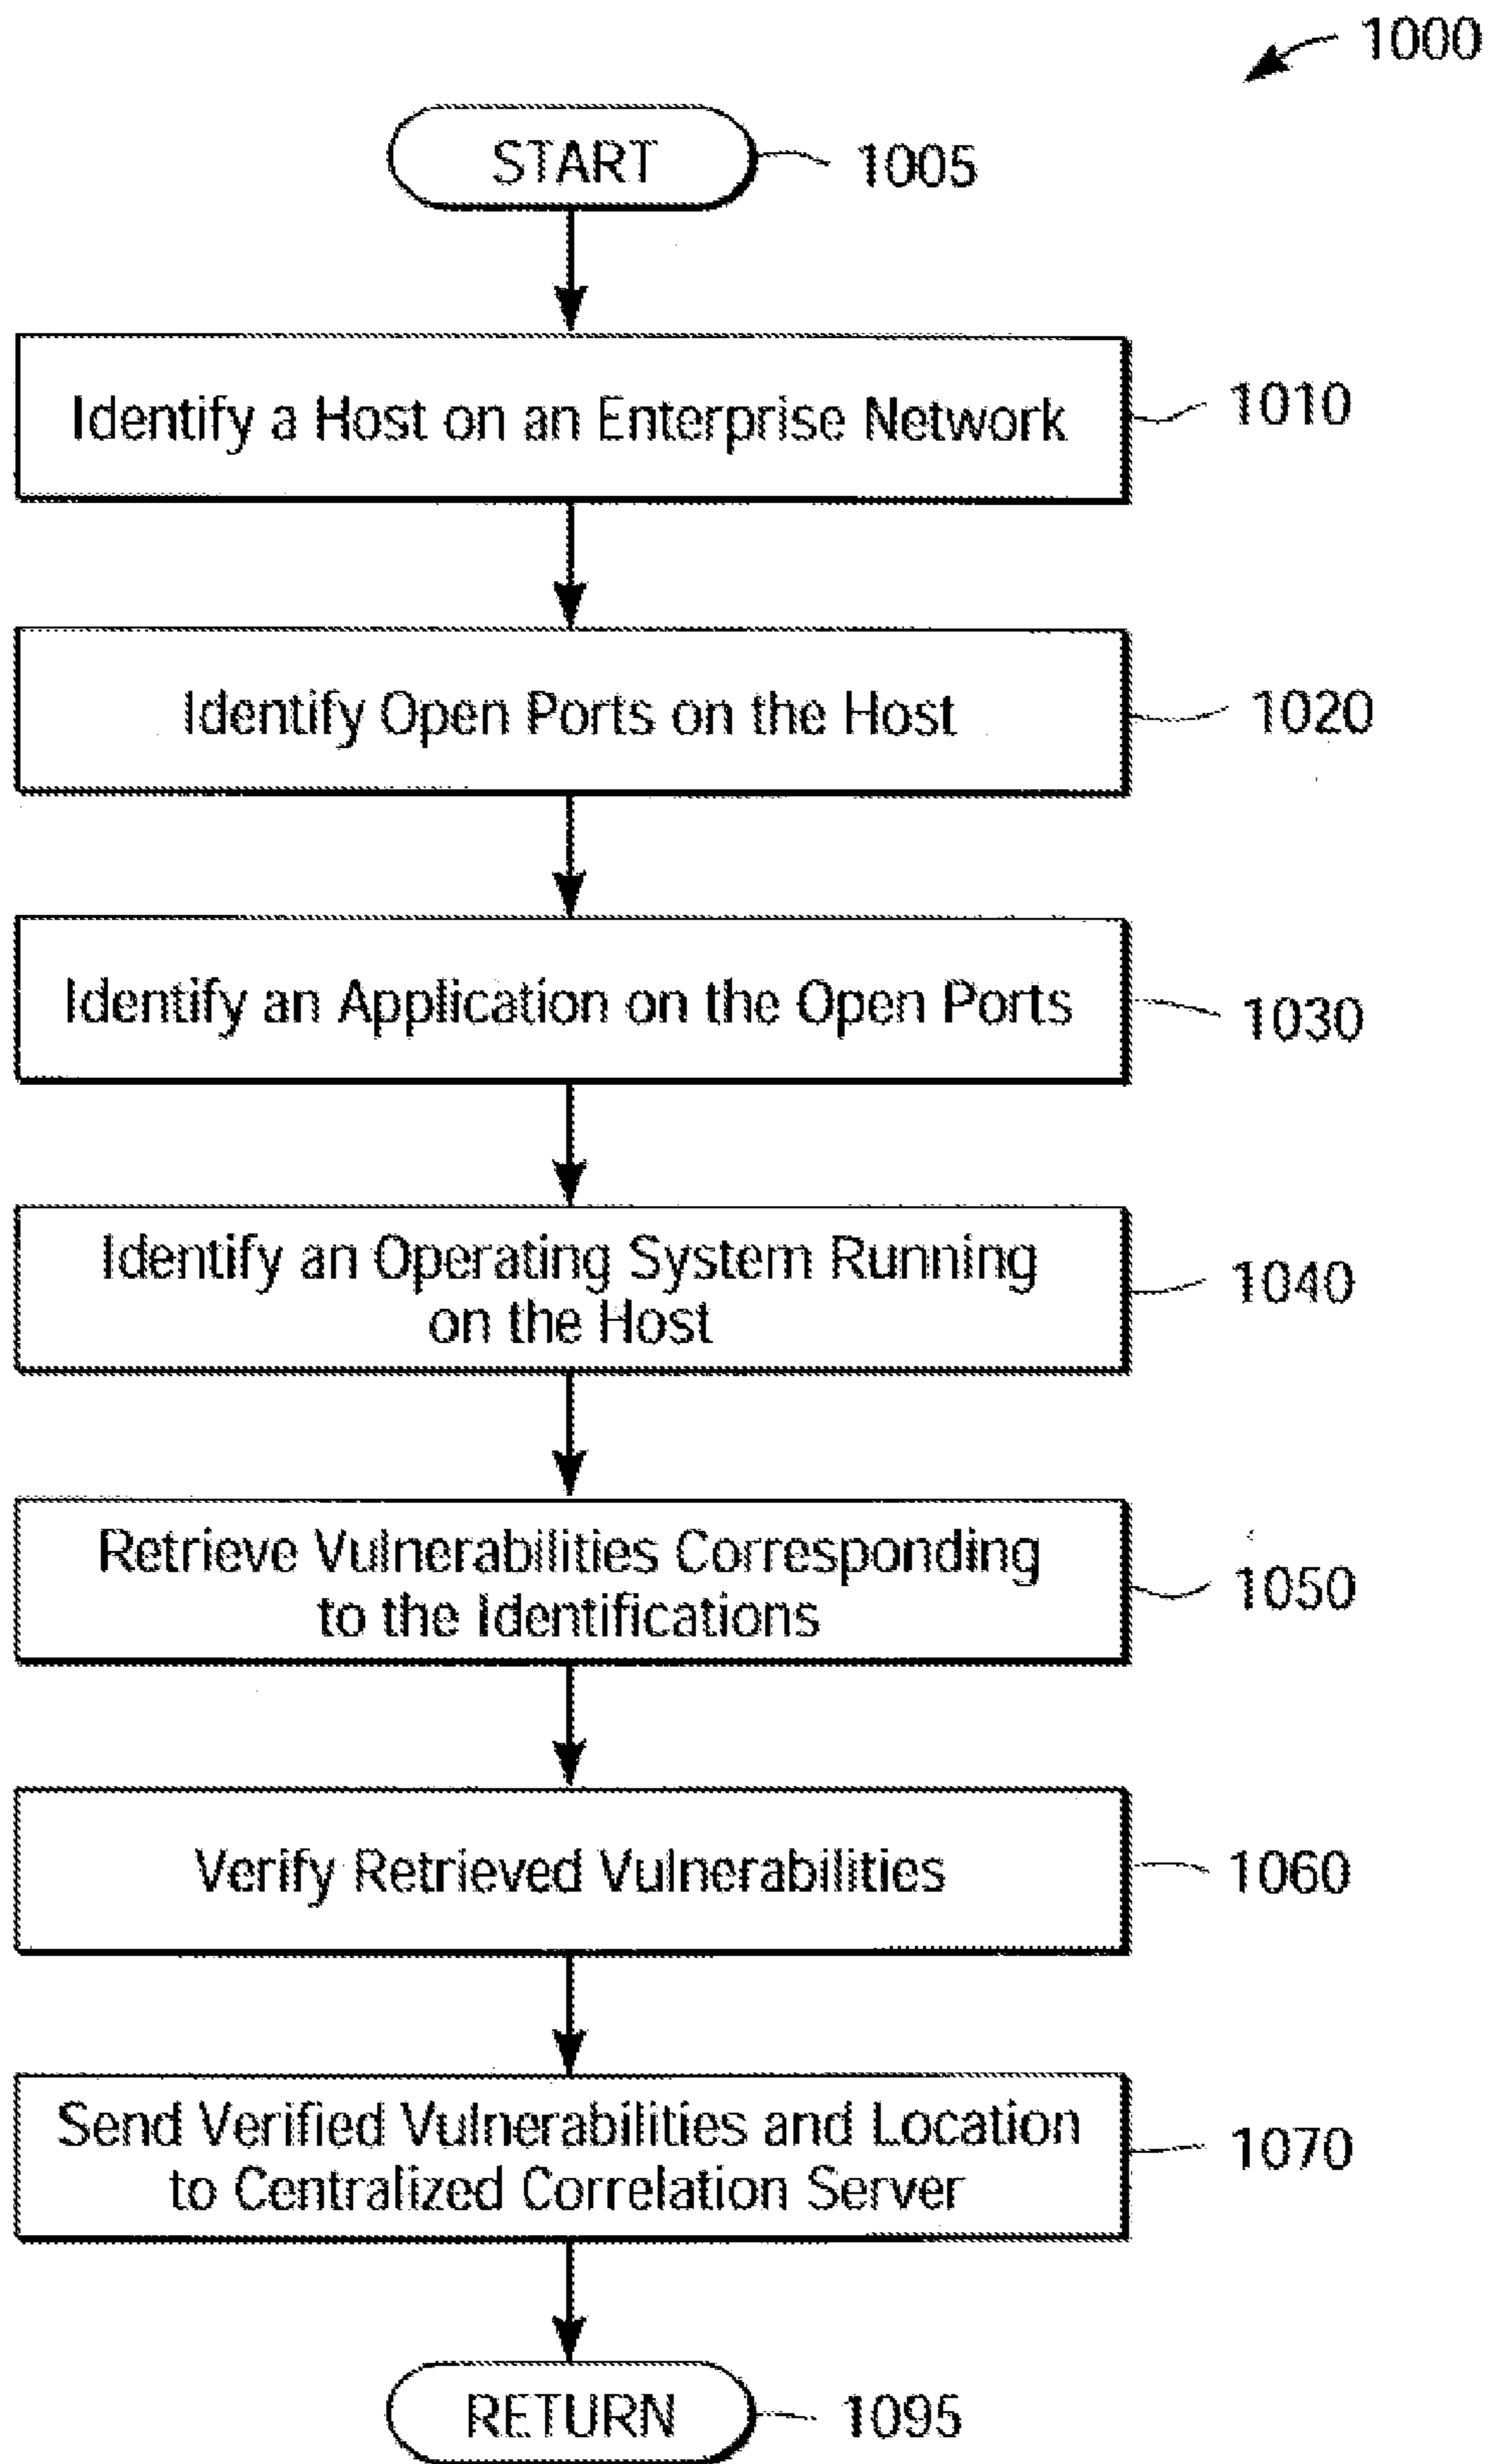 1000
START
1005
Identify a Host on an Enterprise Network
1010
Identify Open Ports on the Host
1020
Identify an Application on the Open Ports
1030
Identify an Operating System Running
on the Host
1040
Retrieve Vulnerabilities Corresponding
to the Identifications
1050
Verify Retrieved Vulnerabilities
1060
Send Verified Vulnerabilities and Location
to Centralized Correlation Server
1070
RETURN
1095